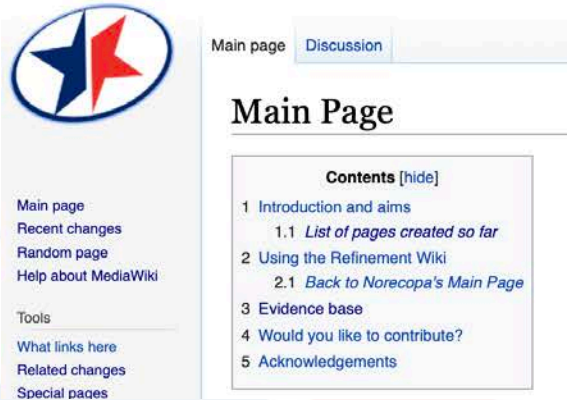 Main page
Discussion
Main Page
Contents [hide]
1 Introduction and aims
1.1 List of pages created so far
2 Using the Refinement Wiki
2.1 Back to Norecopa's Main Page
3 Evidence base
4 Would you like to contribute?
5 Acknowledgements
Main page
Recent changes
Random page
Help about MediaWiki
Tools
What links here
Related changes
Special pages